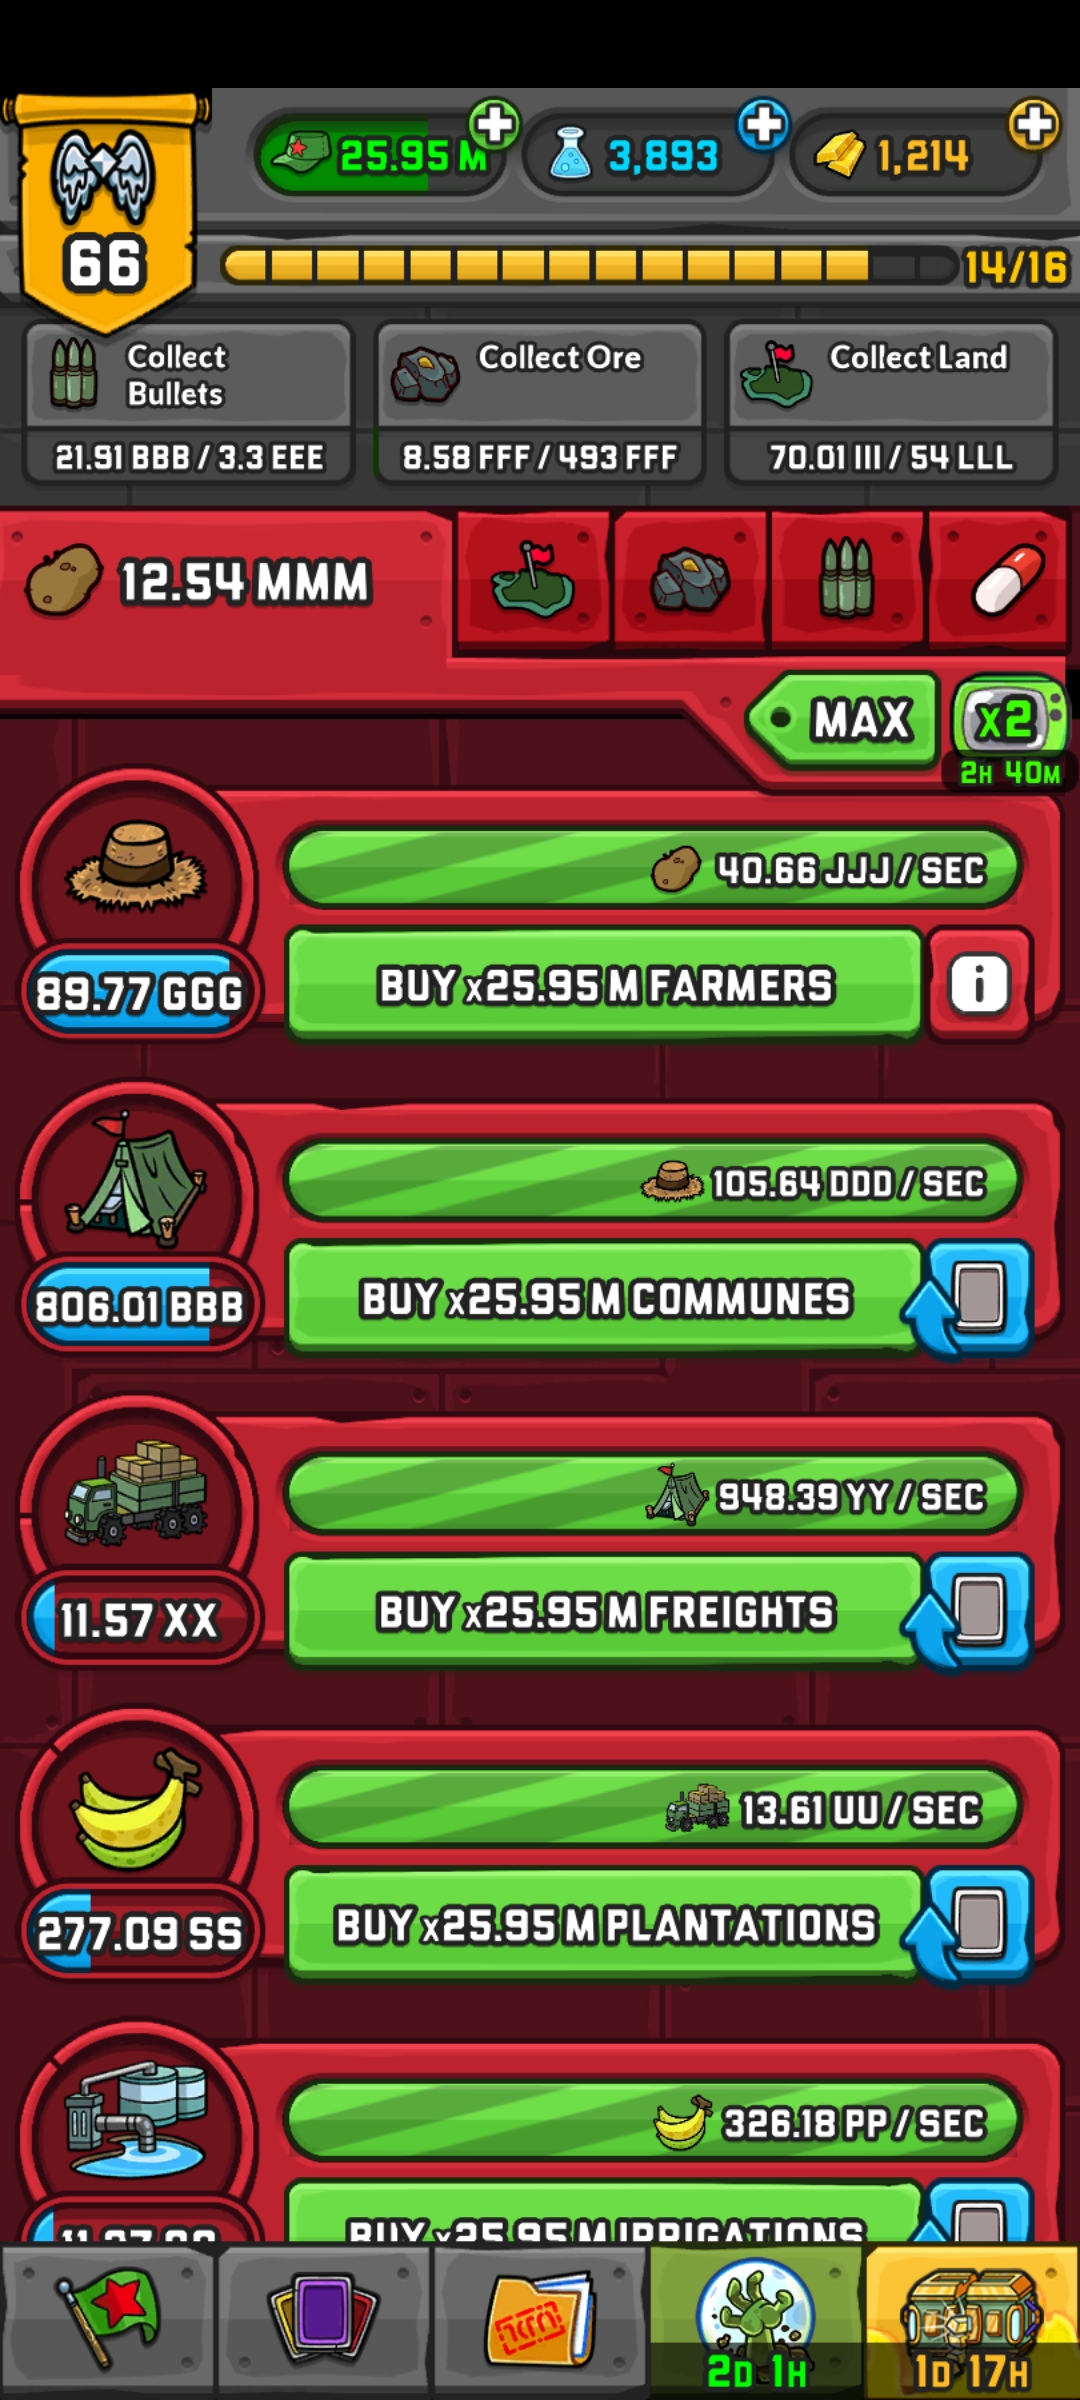 25.95 M
3,893
1,214
66
14/16
Collect
Bullets
21.91 BBB / 3.3 EEE
Collect Ore
8.58 FFF / 493 FFF
Collect Land
70.01 III / 54 LLL
12.54 MMM
MAX
x2
2H 40M
40.66 JJJ / SEC
89.77 GGG
BUY x25.95 M FARMERS
i
105.64 DDD / SEC
806.01 BBB
BUY x25.95 M COMMUNES
948.39 YY / SEC
11.57 XX
BUY x25.95 M FREIGHTS
13.61 UU / SEC
277.09 SS
BUY x25.95 M PLANTATIONS
326.18 PP / SEC
BUY x25.95 M IRRIGATIONS
2D 1H
1D 17H